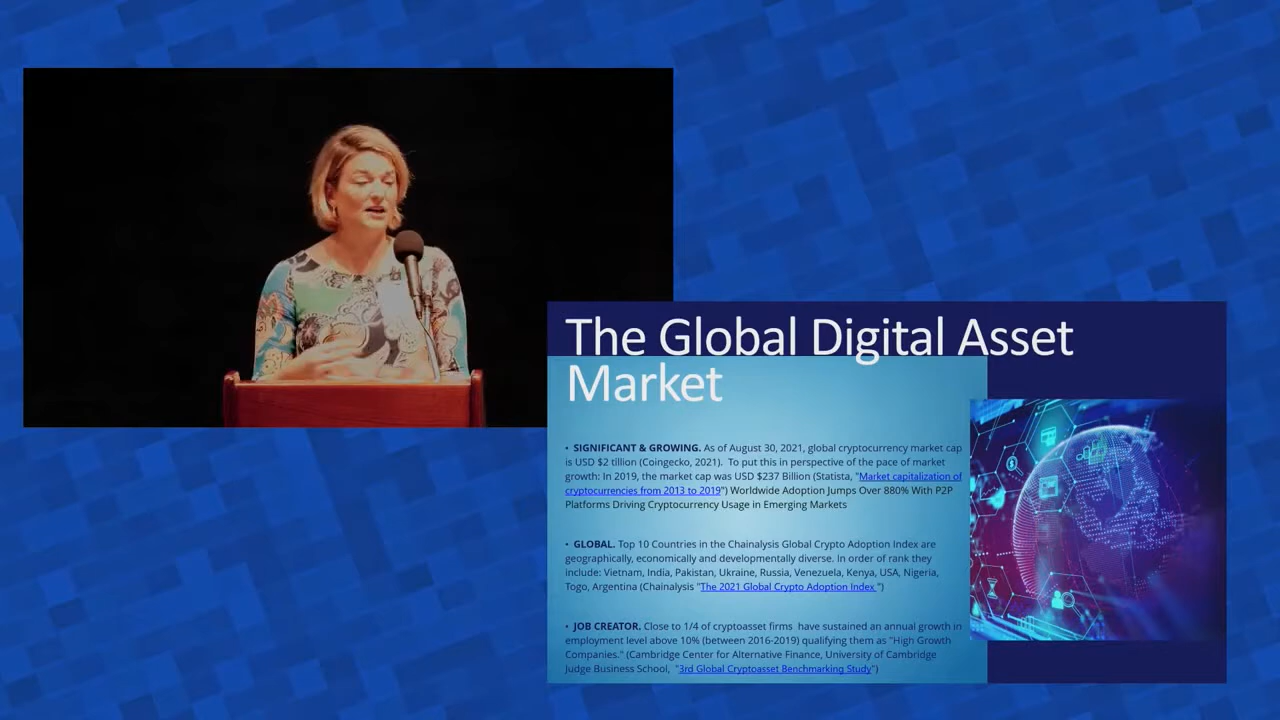 The Global Digital Asset
Market
• SIGNIFICANT & GROWING. As of August 30, 2021, global cryptocurrency market cap
is USD $2 tillion (Coingecko, 2021). To put this in perspective of the pace of market
growth: In 2019, the market cap was USD $237 Billion (Statista, "Market capitalization of
cryptocurrencies from 2013 to 2019") Worldwide Adoption Jumps Over 880% With P2P
Platforms Driving Cryptocurrency Usage in Emerging Markets
• GLOBAL. Top 10 Countries in the Chainalysis Global Crypto Adoption Index are
geographically, economically and developmentally diverse. In order of rank they
include: Vietnam, India, Pakistan, Ukraine, Russia, Venezuela, Kenya, USA, Nigeria,
Togo, Argentina (Chainalysis "The 2021 Global Crypto Adoption Index ")
• JOB CREATOR. Close to 1/4 of cryptoasset firms have sustained an annual growth in
employment level above 10% (between 2016-2019) qualifying them as "High Growth
Companies." (Cambridge Center for Alternative Finance, University of Cambridge
Judge Business School, "3rd Global Cryptoasset Benchmarking Study")